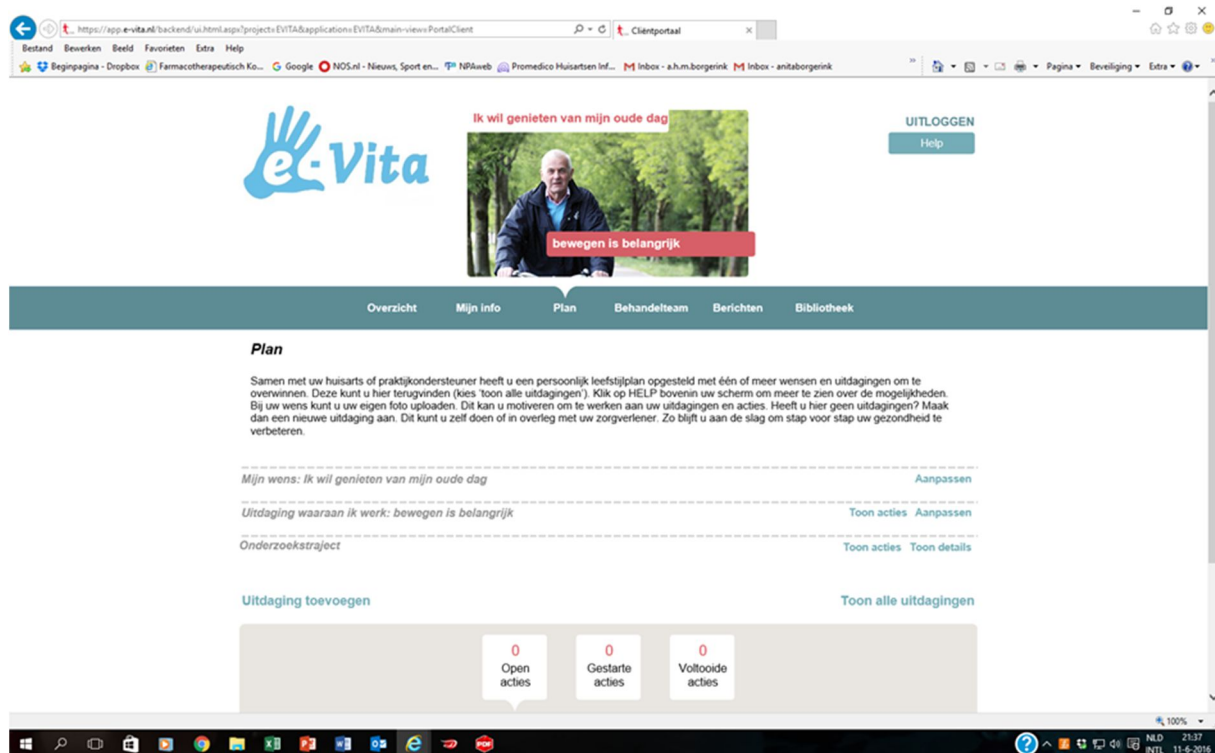 https://app.e-vita.nl/backend/ui.html.aspx?project=EVITA&application=EVITA&main-view=PortalClient
Cliëntportaal
Bestand Bewerken Beeld Favorieten Extra Help
Beginpagina - Dropbox Farmacotherapeutisch Ko... Google NOS.nl - Nieuws, Sport en... NPAweb Promedico Huisartsen Inf... Inbox - a.h.m.borgerink Inbox - anitaborgerink Pagina Beveiliging Extra
e-Vita
Ik wil genieten van mijn oude dag
bewegen is belangrijk
UITLOGGEN
Help
Overzicht Mijn info Plan Behandelteam Berichten Bibliotheek
Plan
Samen met uw huisarts of praktijkondersteuner heeft u een persoonlijk leefstijlplan opgesteld met één of meer wensen en uitdagingen om te
overwinnen. Deze kunt u hier terugvinden (kies 'toon alle uitdagingen'). Klik op HELP bovenin uw scherm om meer te zien over de mogelijkheden.
Bij uw wens kunt u uw eigen foto uploaden. Dit kan u motiveren om te werken aan uw uitdagingen en acties. Heeft u hier geen uitdagingen? Maak
dan een nieuwe uitdaging aan. Dit kunt u zelf doen of in overleg met uw zorgverlener. Zo blijft u aan de slag om stap voor stap uw gezondheid te
verbeteren.
Mijn wens: Ik wil genieten van mijn oude dag Aanpassen
Uitdaging waaraan ik werk: bewegen is belangrijk Toon acties Aanpassen
Onderzoekstraject Toon acties Toon details
Uitdaging toevoegen Toon alle uitdagingen
0 0 0
Open Gestarte Voltooide
acties acties acties
100%
NLD 21:37
INTL 11-6-2016